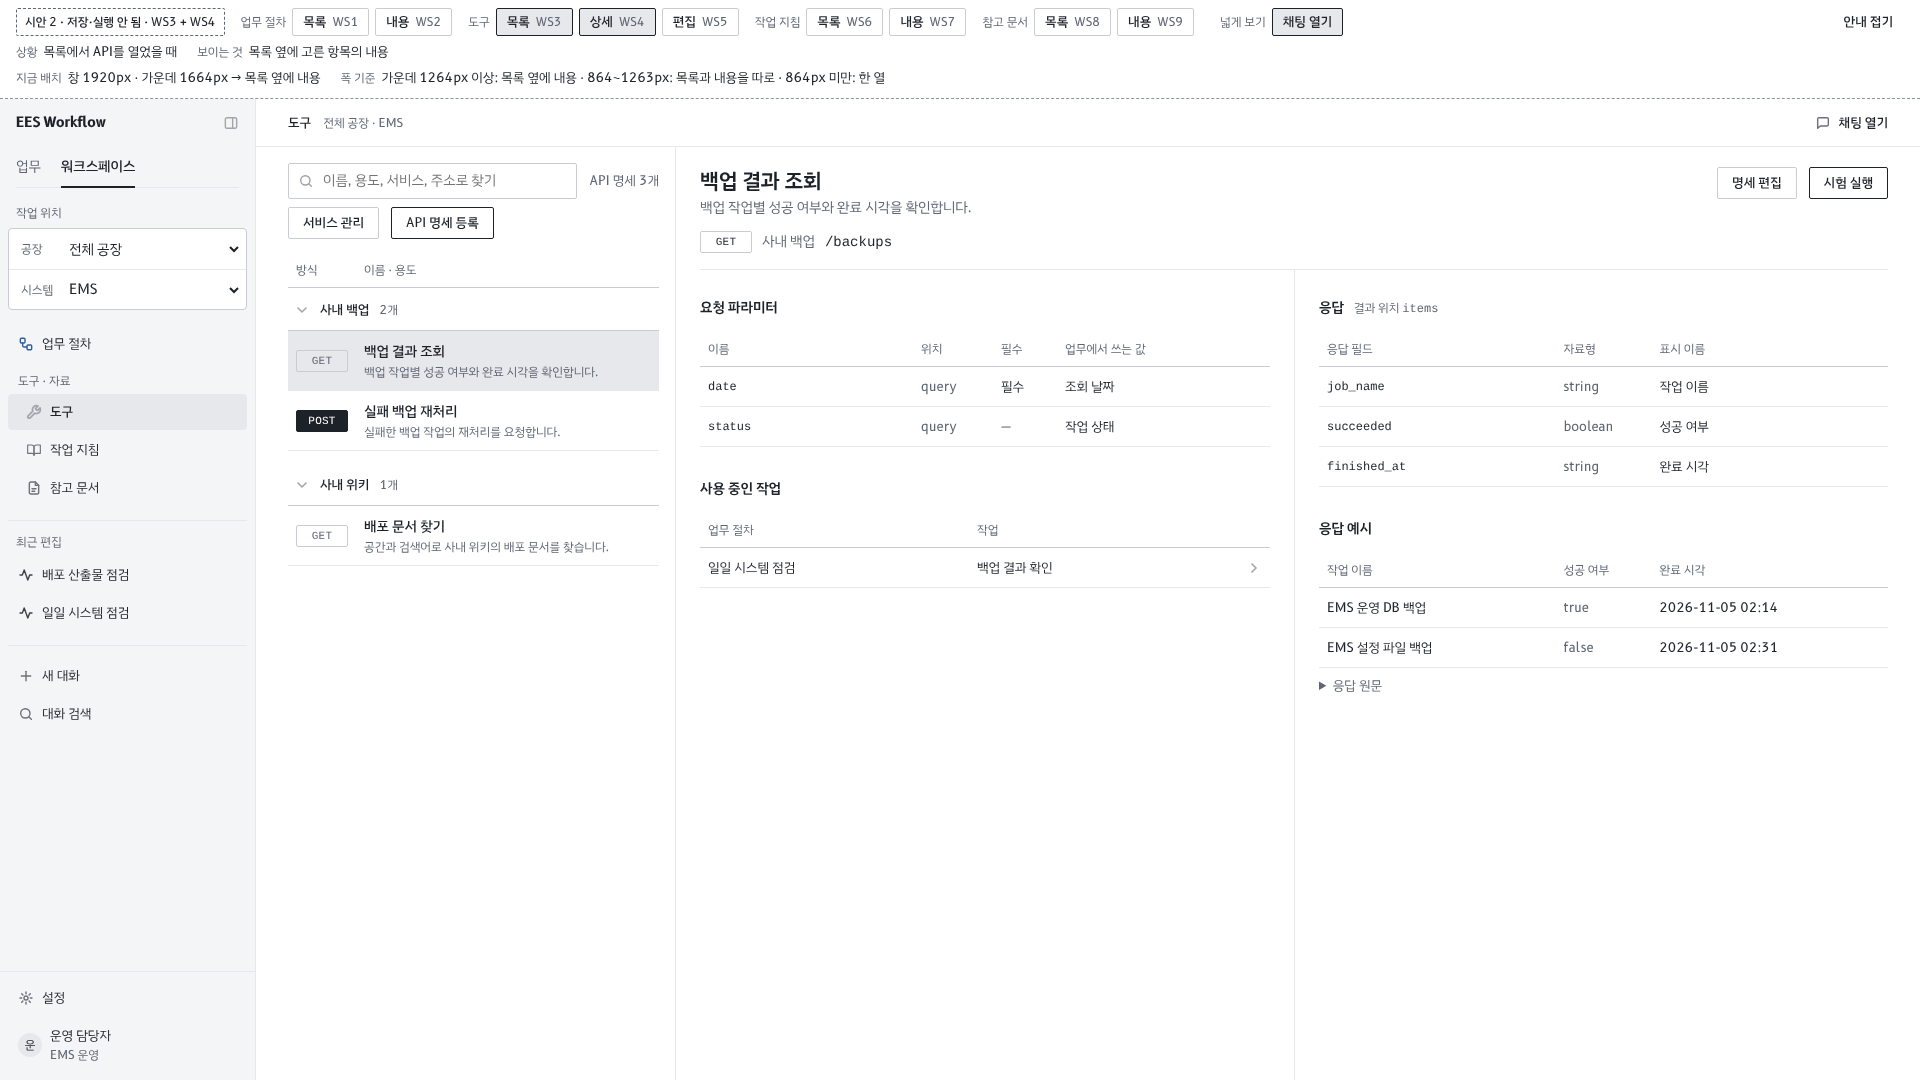 시안 2 · 저장·실행 안 됨 · WS3 + WS4 업무 절차 목록 WS1 내용 WS2 도구 목록 WS3 상세 WS4 편집 WS5 작업 지침 목록 WS6 내용 WS7 참고 문서 목록 WS8 내용 WS9 넓게 보기 채팅 열기 안내 접기
상황 목록에서 API를 열었을 때 보이는 것 목록 옆에 고른 항목의 내용
지금 배치 창 1920px · 가운데 1664px → 목록 옆에 내용 폭 기준 가운데 1264px 이상: 목록 옆에 내용 · 864~1263px: 목록과 내용을 따로 · 864px 미만: 한 열
EES Workflow
업무 워크스페이스
작업 위치
공장 전체 공장
시스템 EMS
업무 절차
도구 · 자료
도구
작업 지침
참고 문서
최근 편집
배포 산출물 점검
일일 시스템 점검
새 대화
대화 검색
설정
운 운영 담당자
EMS 운영
도구 전체 공장 · EMS
채팅 열기
이름, 용도, 서비스, 주소로 찾기 API 명세 3개
서비스 관리 API 명세 등록
방식 이름 · 용도
사내 백업 2개
GET 백업 결과 조회
백업 작업별 성공 여부와 완료 시각을 확인합니다.
POST 실패 백업 재처리
실패한 백업 작업의 재처리를 요청합니다.
사내 위키 1개
GET 배포 문서 찾기
공간과 검색어로 사내 위키의 배포 문서를 찾습니다.
백업 결과 조회
백업 작업별 성공 여부와 완료 시각을 확인합니다.
명세 편집 시험 실행
GET 사내 백업 /backups
요청 파라미터
이름 위치 필수 업무에서 쓰는 값
date query 필수 조회 날짜
status query — 작업 상태
사용 중인 작업
업무 절차 작업
일일 시스템 점검 백업 결과 확인
응답 결과 위치 items
응답 필드 자료형 표시 이름
job_name string 작업 이름
succeeded boolean 성공 여부
finished_at string 완료 시각
응답 예시
작업 이름 성공 여부 완료 시각
EMS 운영 DB 백업 true 2026-11-05 02:14
EMS 설정 파일 백업 false 2026-11-05 02:31
응답 원문